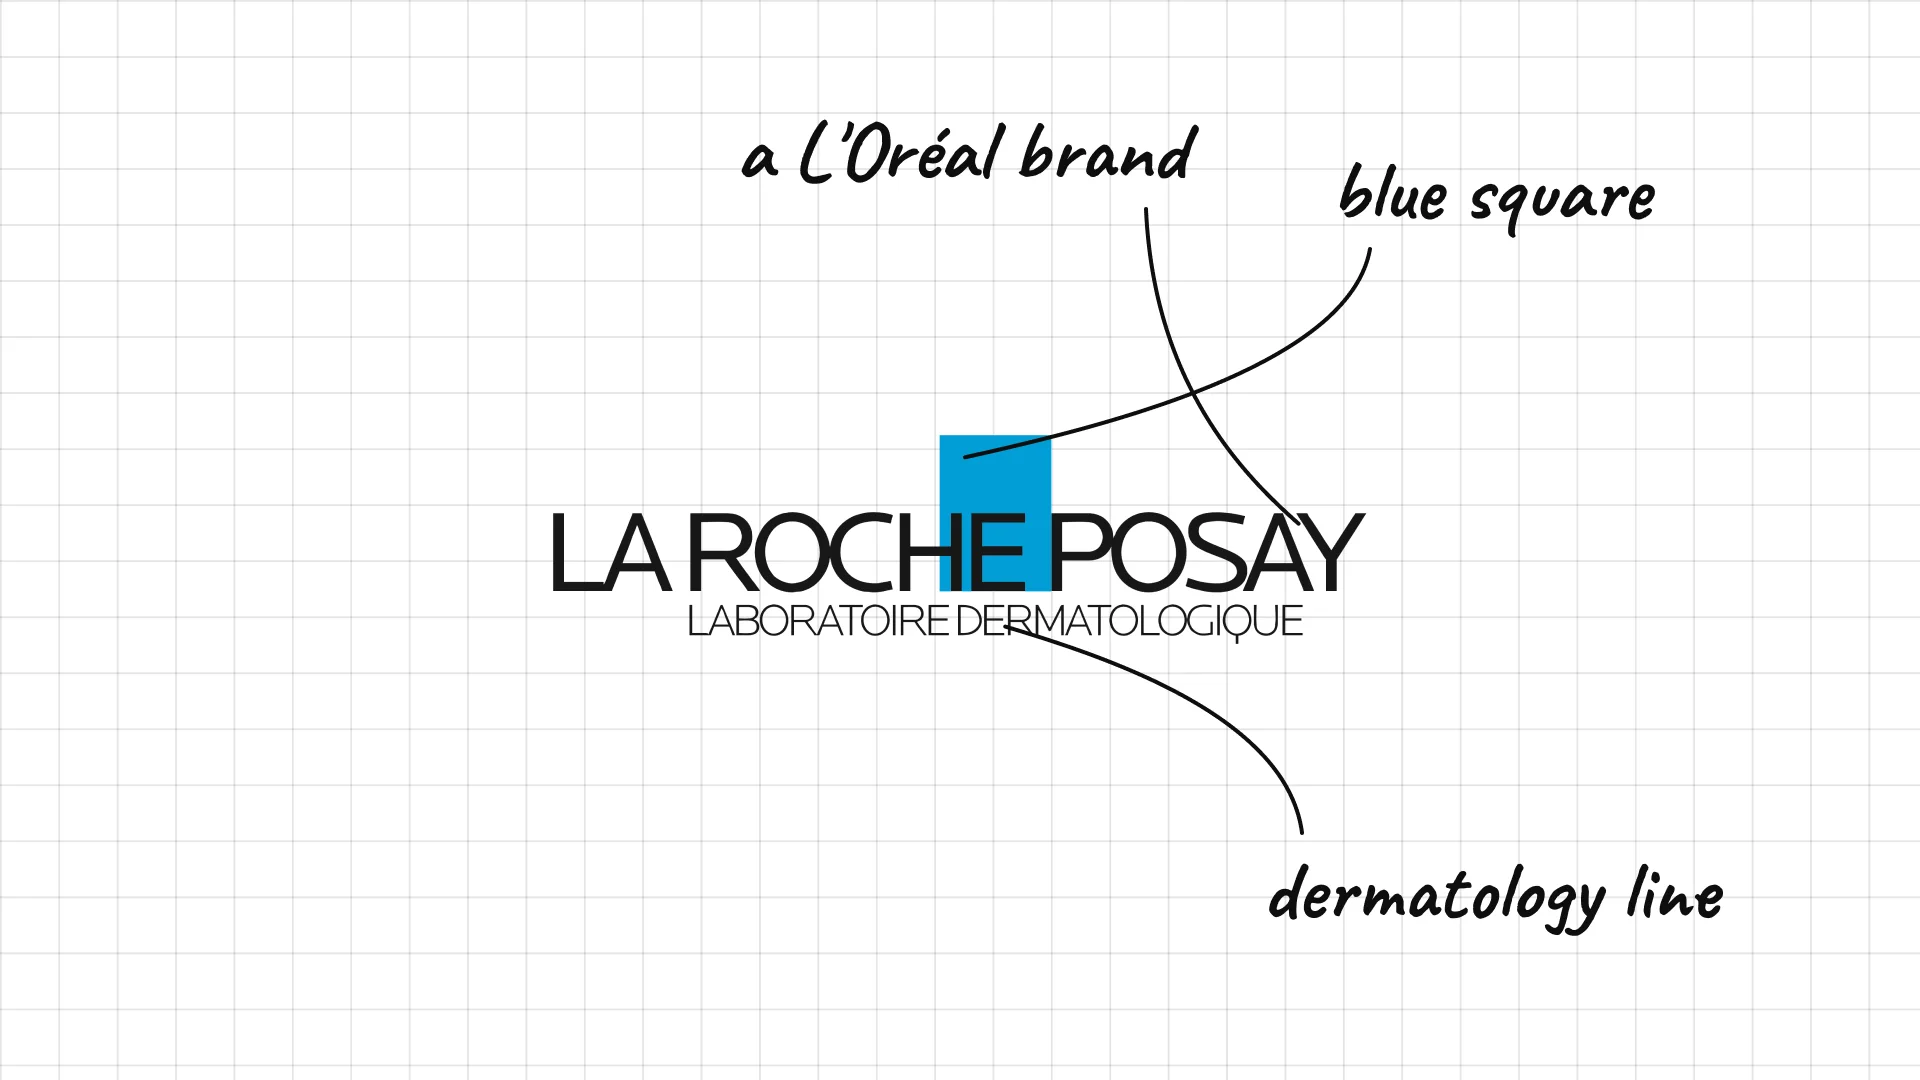 a L'Oréal brand
blue square
LA ROCHE POSAY
LABORATOIRE DERMATOLOGIQUE
dermatology line